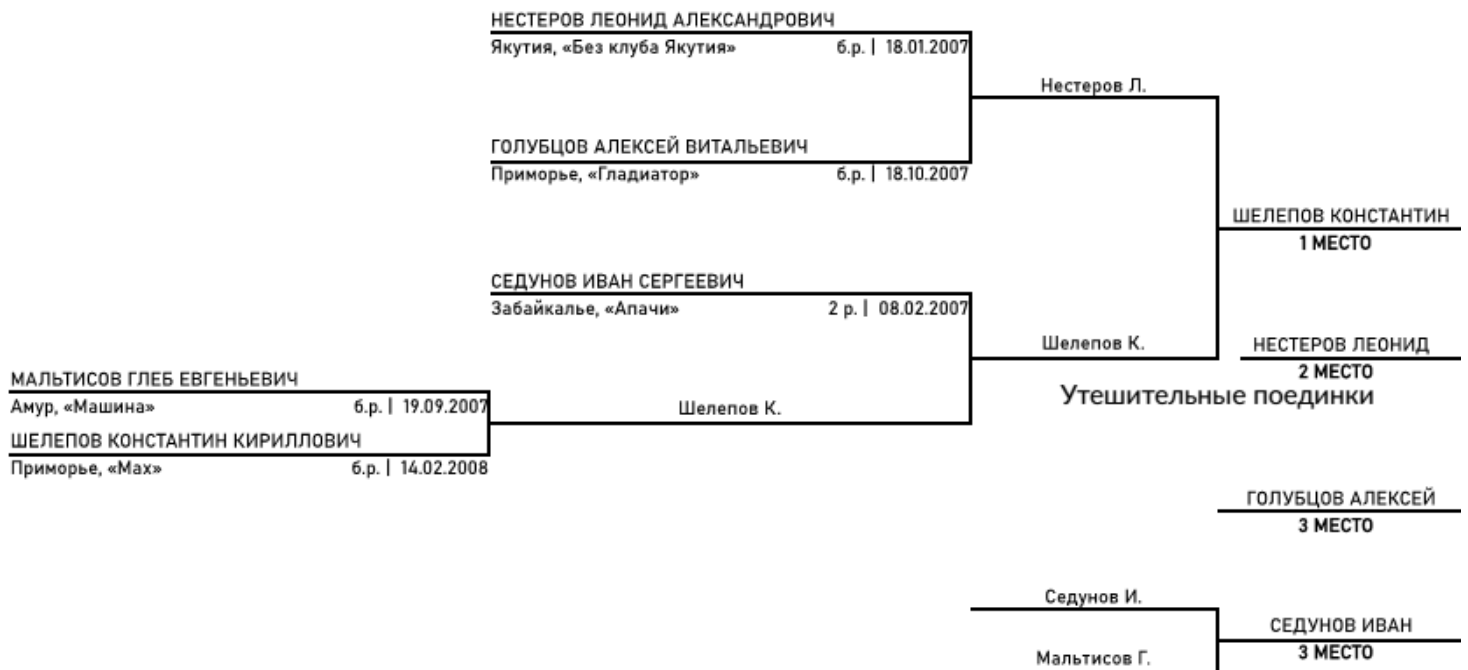 НЕСТЕРОВ ЛЕОНИД АЛЕКСАНДРОВИЧ
Якутия, «Без клуба Якутия» б.р. | 18.01.2007
Нестеров Л.
ГОЛУБЦОВ АЛЕКСЕЙ ВИТАЛЬЕВИЧ
Приморье, «Гладиатор» б.р. | 18.10.2007
ШЕЛЕПОВ КОНСТАНТИН
1 МЕСТО
СЕДУНОВ ИВАН СЕРГЕЕВИЧ
Забайкалье, «Апачи» 2 р. | 08.02.2007
Шелепов К.
НЕСТЕРОВ ЛЕОНИД
2 МЕСТО
МАЛЬТИСОВ ГЛЕБ ЕВГЕНЬЕВИЧ
Амур, «Машина» б.р. | 19.09.2007
Шелепов К.
Утешительные поединки
ШЕЛЕПОВ КОНСТАНТИН КИРИЛЛОВИЧ
Приморье, «Мах» б.р. | 14.02.2008
ГОЛУБЦОВ АЛЕКСЕЙ
3 МЕСТО
Седунов И.
СЕДУНОВ ИВАН
3 МЕСТО
Мальтисов Г.